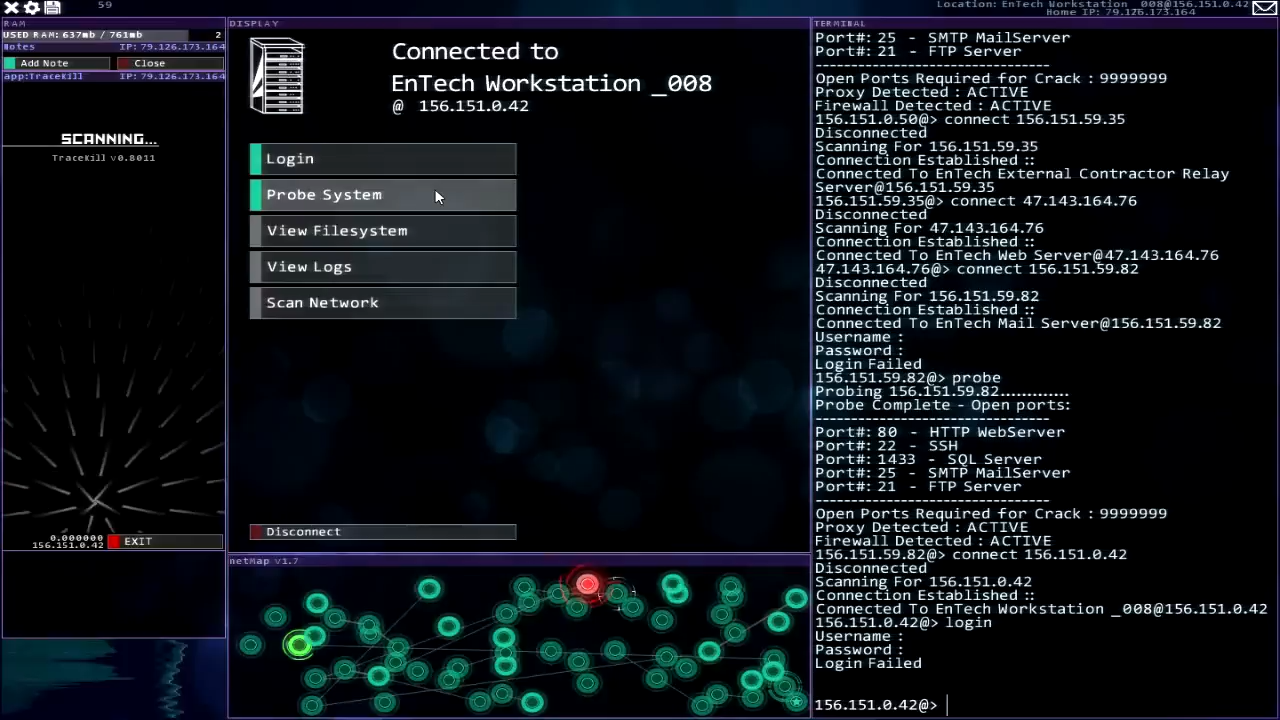 59
Location: EnTech Workstation _008@156.151.0.42
Home IP: 79.126.173.164
RAM
USED RAM: 637mb / 761mb
2
Notes
IP: 79.126.173.164
Add Note
Close
app:TraceKill
IP: 79.126.173.164
SCANNING...
TraceKill v0.8011
0.000000
156.151.0.42
EXIT
DISPLAY
Connected to
EnTech Workstation _008
@ 156.151.0.42
Login
Probe System
View Filesystem
View Logs
Scan Network
Disconnect
netMap v1.7
TERMINAL
Port#: 25 - SMTP MailServer
Port#: 21 - FTP Server
---------------------------------
Open Ports Required for Crack : 9999999
Proxy Detected : ACTIVE
Firewall Detected : ACTIVE
156.151.0.50@> connect 156.151.59.35
Disconnected
Scanning For 156.151.59.35
Connection Established ::
Connected To EnTech External Contractor Relay
Server@156.151.59.35
156.151.59.35@> connect 47.143.164.76
Disconnected
Scanning For 47.143.164.76
Connection Established ::
Connected To EnTech Web Server@47.143.164.76
47.143.164.76@> connect 156.151.59.82
Disconnected
Scanning For 156.151.59.82
Connection Established ::
Connected To EnTech Mail Server@156.151.59.82
Username :
Password :
Login Failed
156.151.59.82@> probe
Probing 156.151.59.82.............
Probe Complete - Open ports:
---------------------------------
Port#: 80 - HTTP WebServer
Port#: 22 - SSH
Port#: 1433 - SQL Server
Port#: 25 - SMTP MailServer
Port#: 21 - FTP Server
---------------------------------
Open Ports Required for Crack : 9999999
Proxy Detected : ACTIVE
Firewall Detected : ACTIVE
156.151.59.82@> connect 156.151.0.42
Disconnected
Scanning For 156.151.0.42
Connection Established ::
Connected To EnTech Workstation _008@156.151.0.42
156.151.0.42@> login
Username :
Password :
Login Failed
156.151.0.42@>